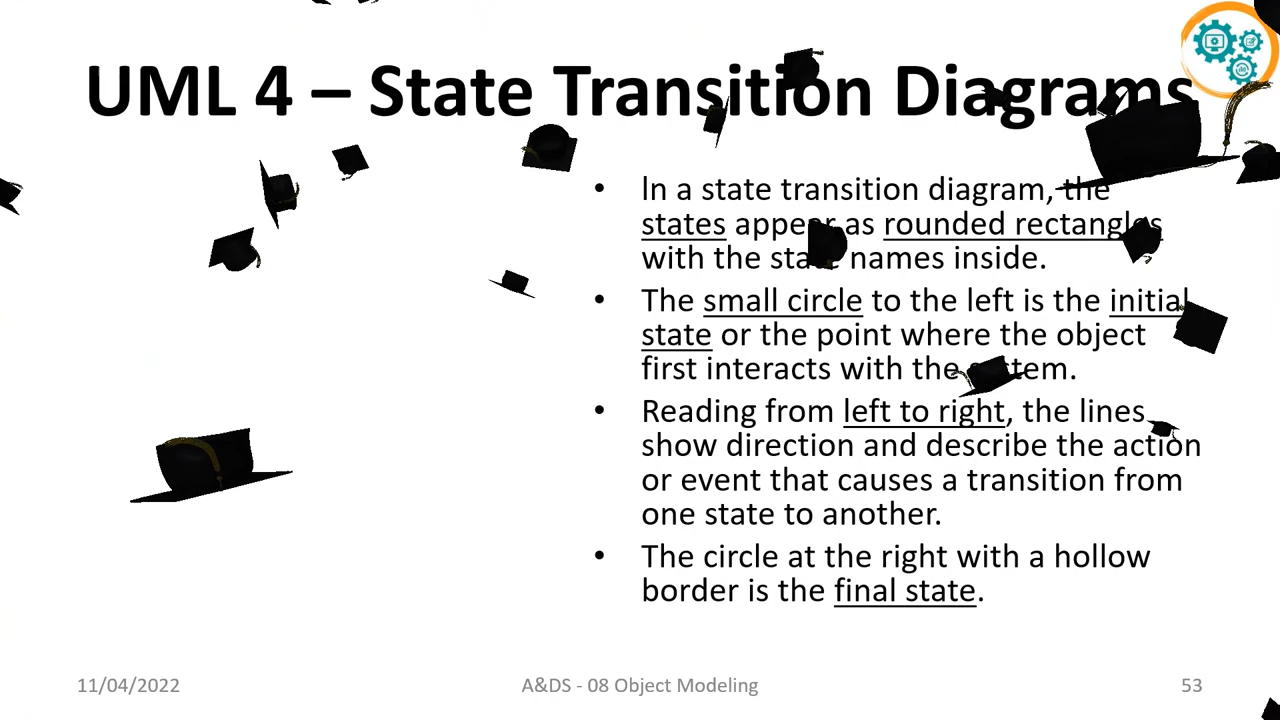 UML 4 – State Transition Diagrams
• In a state transition diagram, the
states appear as rounded rectangles
with the state names inside.
• The small circle to the left is the initial
state or the point where the object
first interacts with the system.
• Reading from left to right, the lines
show direction and describe the action
or event that causes a transition from
one state to another.
• The circle at the right with a hollow
border is the final state.
11/04/2022
A&DS - 08 Object Modeling
53